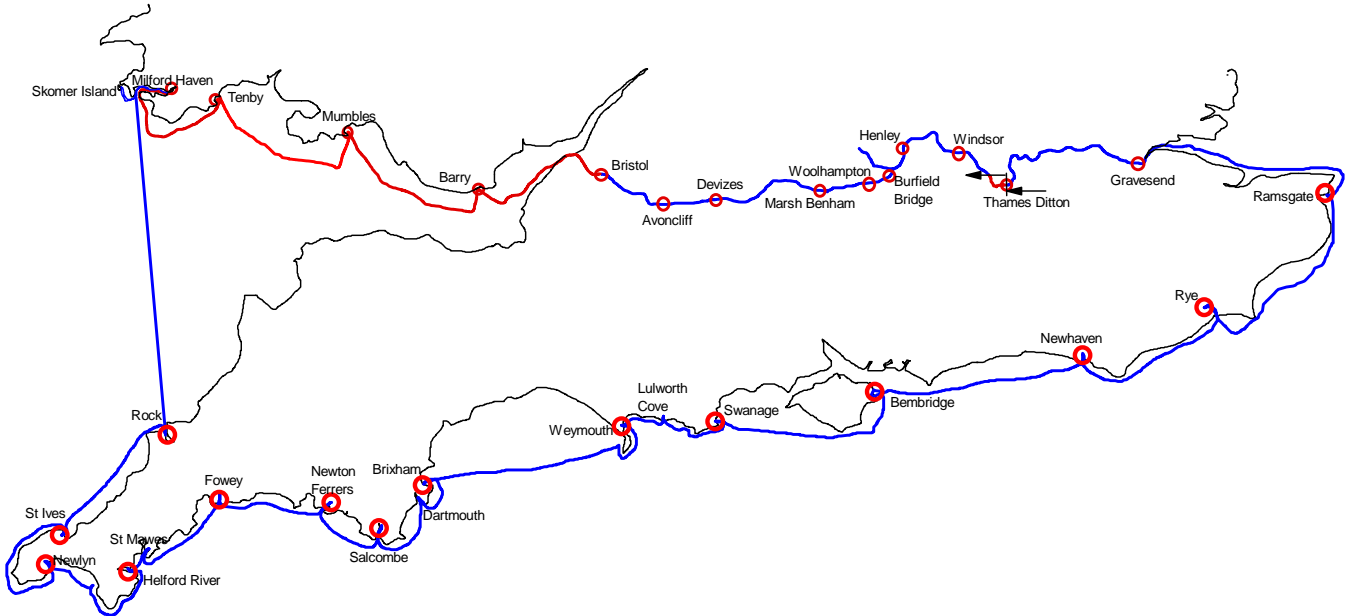 Milford Haven
Skomer Island
Tenby
Mumbles
Barry
Bristol
Avoncliff
Devizes
Woolhampton
Marsh Benham
Henley
Burfield
Bridge
Windsor
Thames Ditton
Gravesend
Ramsgate
Rye
Newhaven
Bembridge
Swanage
Lulworth
Cove
Weymouth
Brixham
Dartmouth
Salcombe
Newton
Ferrers
Fowey
St Mawes
Helford River
Newlyn
St Ives
Rock